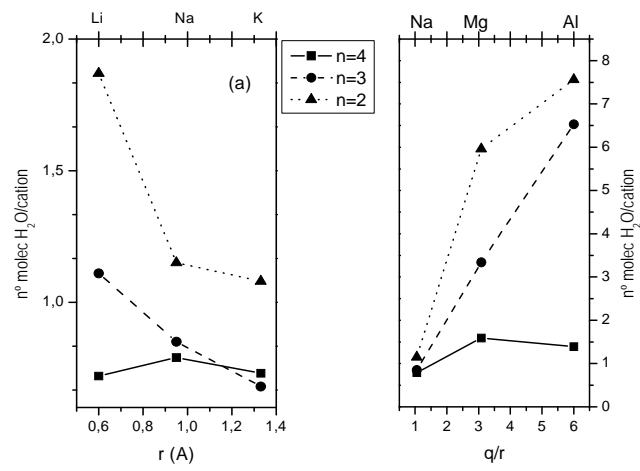 Li Na K
2,0
1,5
1,0
0,6 0,8 1,0 1,2 1,4
nº molec H₂O/cation
r (A)
(a)
n=4
n=3
n=2
Na Mg Al
8
7
6
5
4
3
2
1
0
1 2 3 4 5 6
nº molec H₂O/cation
q/r